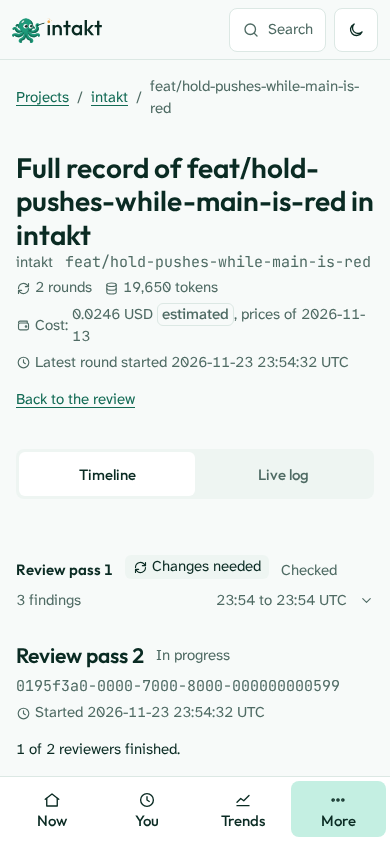 intakt
Search
Projects / intakt / feat/hold-pushes-while-main-is-
red
Full record of feat/hold-
pushes-while-main-is-red in
intakt
intakt feat/hold-pushes-while-main-is-red
2 rounds 19,650 tokens
Cost: 0.0246 USD estimated, prices of 2026-11-
13
Latest round started 2026-11-23 23:54:32 UTC
Back to the review
Timeline Live log
Review pass 1 Changes needed Checked
3 findings 23:54 to 23:54 UTC
Review pass 2 In progress
0195f3a0-0000-7000-8000-000000000599
Started 2026-11-23 23:54:32 UTC
1 of 2 reviewers finished.
Now You Trends More